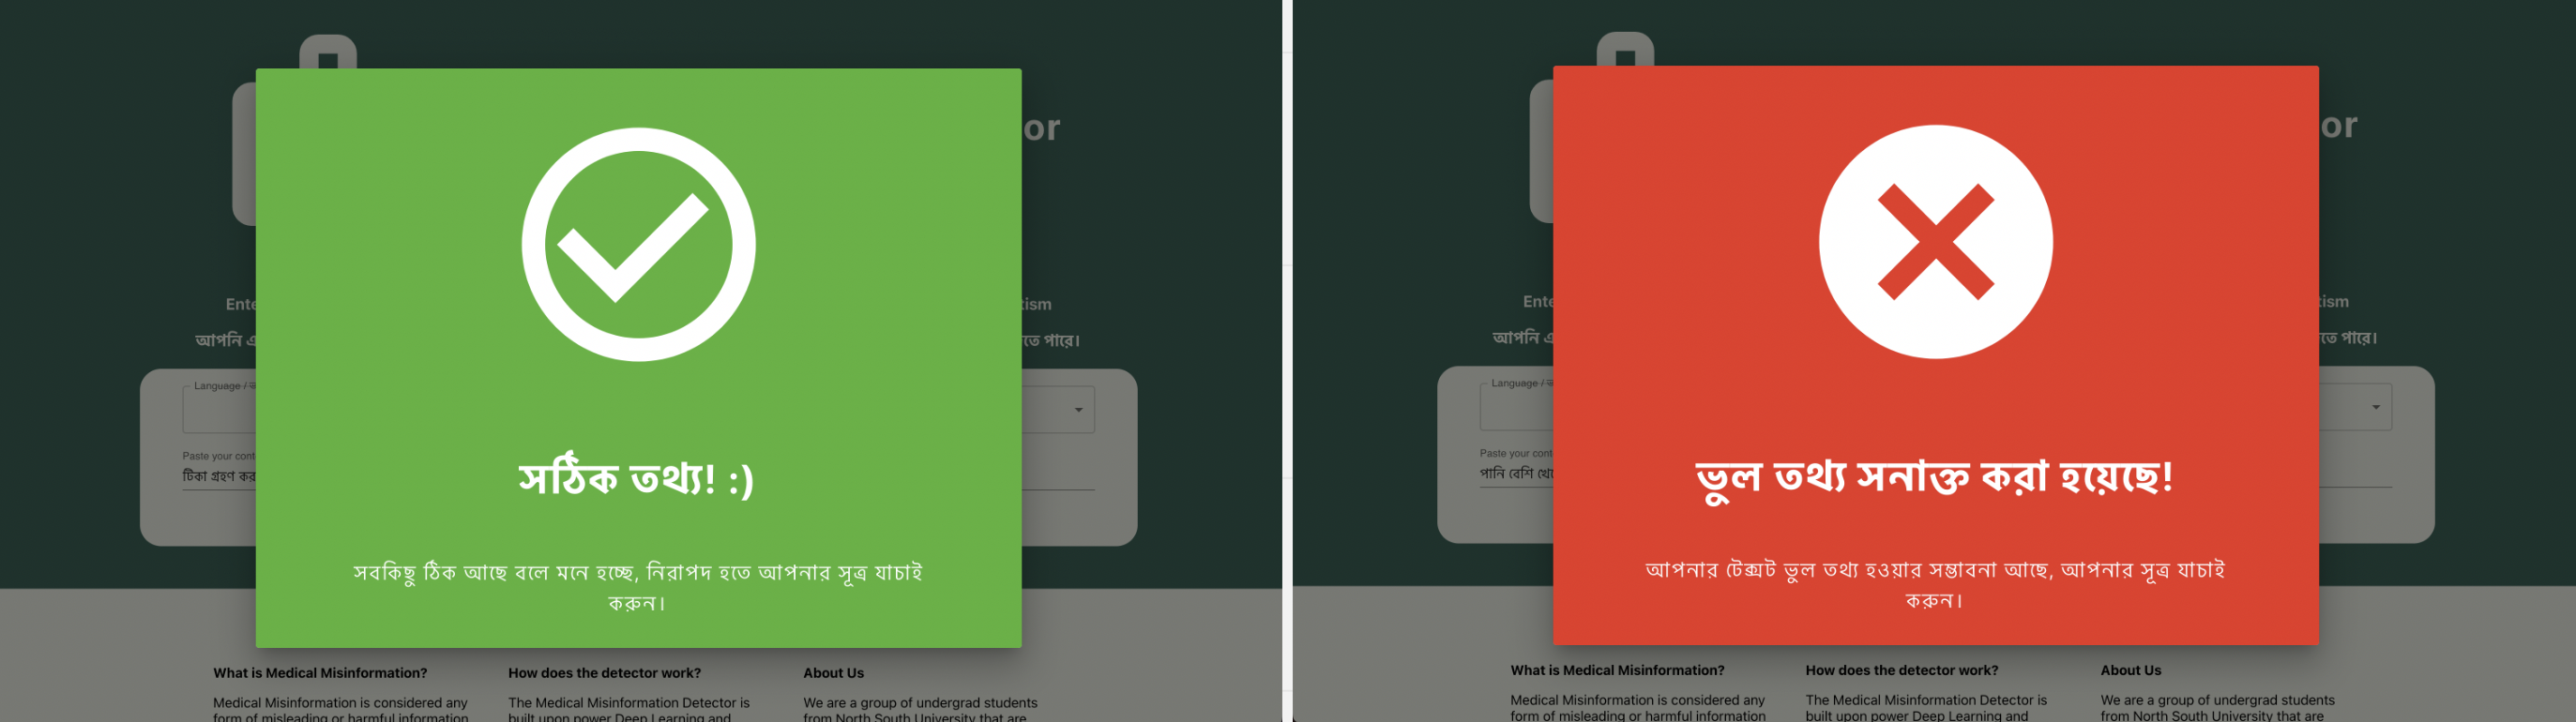 or
Ente
tism
আপনি এ
তে পারে।
Language /
Paste your cont
টিকা গ্রহণ কর
সঠিক তথ্য! :)
সবকিছু ঠিক আছে বলে মনে হচ্ছে, নিরাপদ হতে আপনার সূত্র যাচাই
করুন।
What is Medical Misinformation?
Medical Misinformation is considered any
form of misleading or harmful information
How does the detector work?
The Medical Misinformation Detector is
built upon power Deep Learning and
About Us
We are a group of undergrad students
from North South University that are
or
Ente
tism
আপনি এ
তে পারে।
Language /
Paste your cont
পানি বেশি খে
ভুল তথ্য সনাক্ত করা হয়েছে!
আপনার টেক্সট ভুল তথ্য হওয়ার সম্ভাবনা আছে, আপনার সূত্র যাচাই
করুন।
What is Medical Misinformation?
Medical Misinformation is considered any
form of misleading or harmful information
How does the detector work?
The Medical Misinformation Detector is
built upon power Deep Learning and
About Us
We are a group of undergrad students
from North South University that are